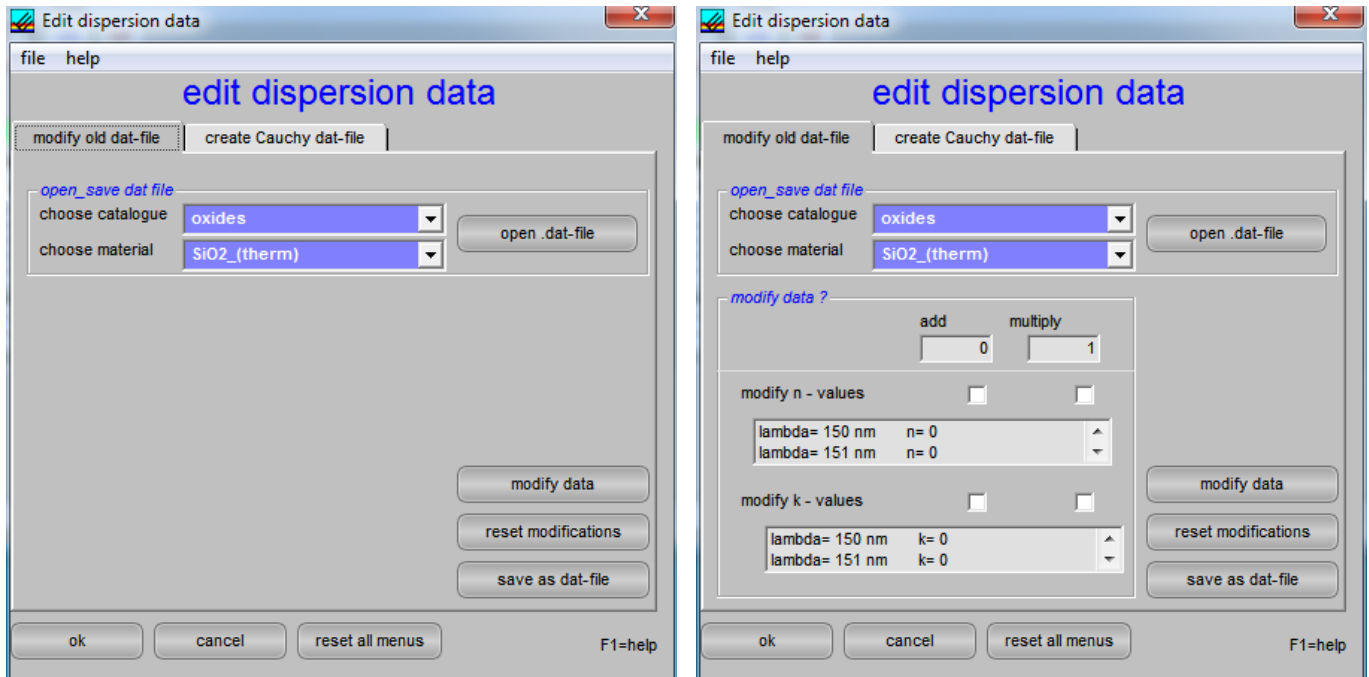 Edit dispersion data
X
file help
edit dispersion data
modify old dat-file create Cauchy dat-file
open_save dat file
choose catalogue oxides
open .dat-file
choose material SiO2_(therm)
modify data
reset modifications
save as dat-file
ok cancel reset all menus F1=help
Edit dispersion data
X
file help
edit dispersion data
modify old dat-file create Cauchy dat-file
open_save dat file
choose catalogue oxides
open .dat-file
choose material SiO2_(therm)
modify data ?
add multiply
0 1
modify n - values
lambda= 150 nm n= 0
lambda= 151 nm n= 0
modify k - values
lambda= 150 nm k= 0
lambda= 151 nm k= 0
modify data
reset modifications
save as dat-file
ok cancel reset all menus F1=help